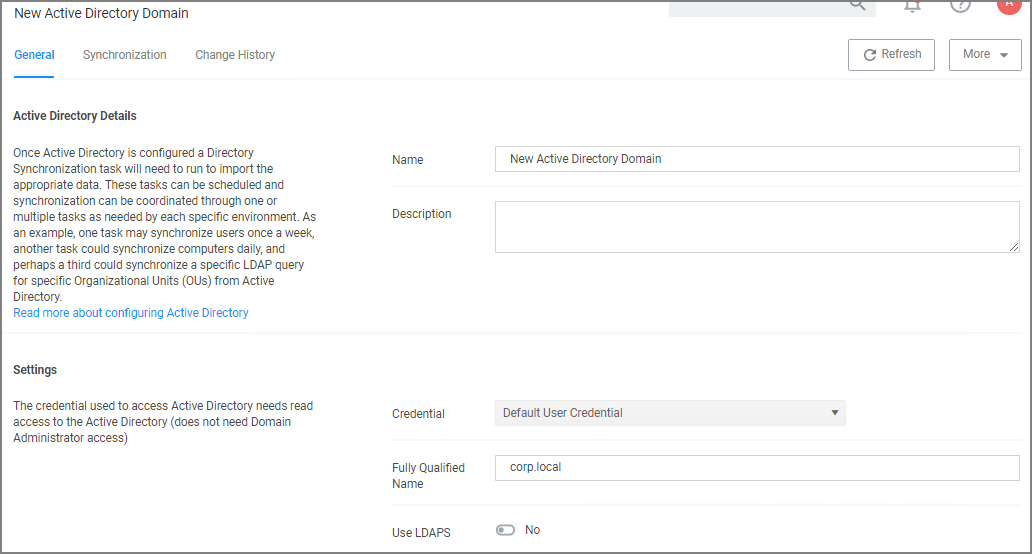 New Active Directory Domain
A
General
Synchronization
Change History
Refresh
More
Active Directory Details
Once Active Directory is configured a Directory
Synchronization task will need to run to import the
appropriate data. These tasks can be scheduled and
synchronization can be coordinated through one or
multiple tasks as needed by each specific environment. As
an example, one task may synchronize users once a week,
another task could synchronize computers daily, and
perhaps a third could synchronize a specific LDAP query
for specific Organizational Units (OUs) from Active
Directory.
Read more about configuring Active Directory
Name
New Active Directory Domain
Description
Settings
The credential used to access Active Directory needs read
access to the Active Directory (does not need Domain
Administrator access)
Credential
Default User Credential
Fully Qualified
Name
corp.local
Use LDAPS
No